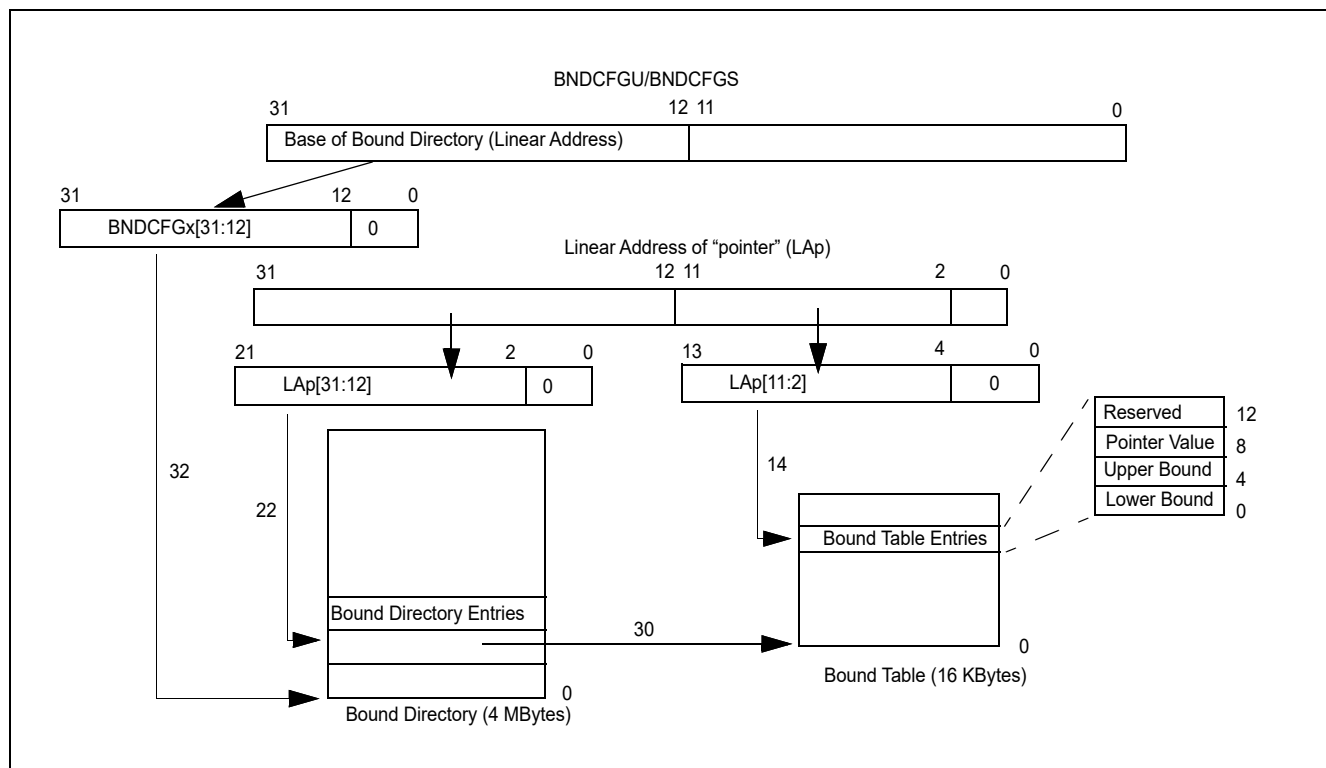 BNDCFGU/BNDCFGS
31 12 11 0
Base of Bound Directory (Linear Address)
31 12 0
BNDCFGx[31:12] 0
Linear Address of “pointer” (LAp)
31 12 11 2 0
21 2 0 13 4 0
LAp[31:12] 0 LAp[11:2] 0
Reserved 12
Pointer Value 8
Upper Bound 4
Lower Bound 0
32
22
14
Bound Table Entries
Bound Directory Entries
30
0
Bound Table (16 KBytes)
0
Bound Directory (4 MBytes)